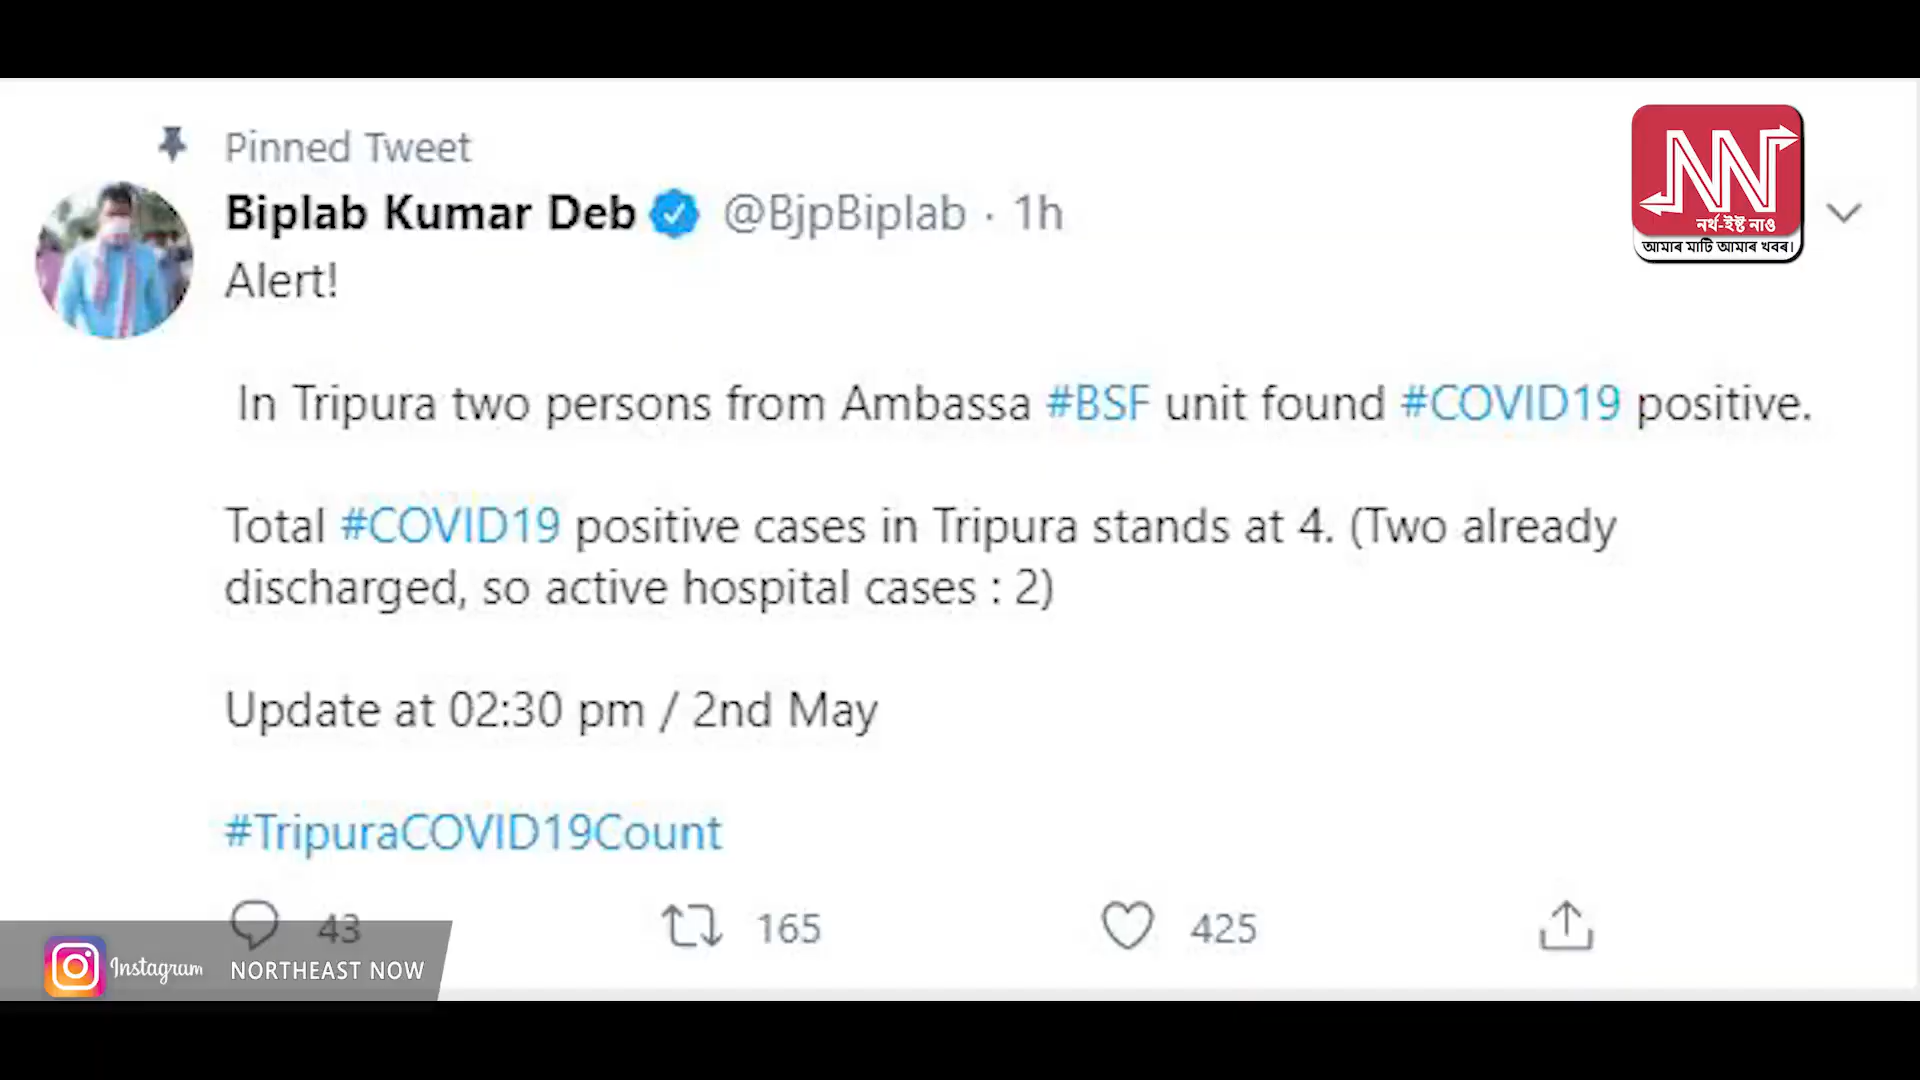 Pinned Tweet
Biplab Kumar Deb @BjpBiplab · 1h
Alert!
In Tripura two persons from Ambassa #BSF unit found #COVID19 positive.
Total #COVID19 positive cases in Tripura stands at 4. (Two already
discharged, so active hospital cases : 2)
Update at 02:30 pm / 2nd May
#TripuraCOVID19Count
43 165 425
NN
নৰ্থ-ইষ্ট নাও
আমাৰ মাটি আমাৰ খবৰ।
Instagram NORTHEAST NOW